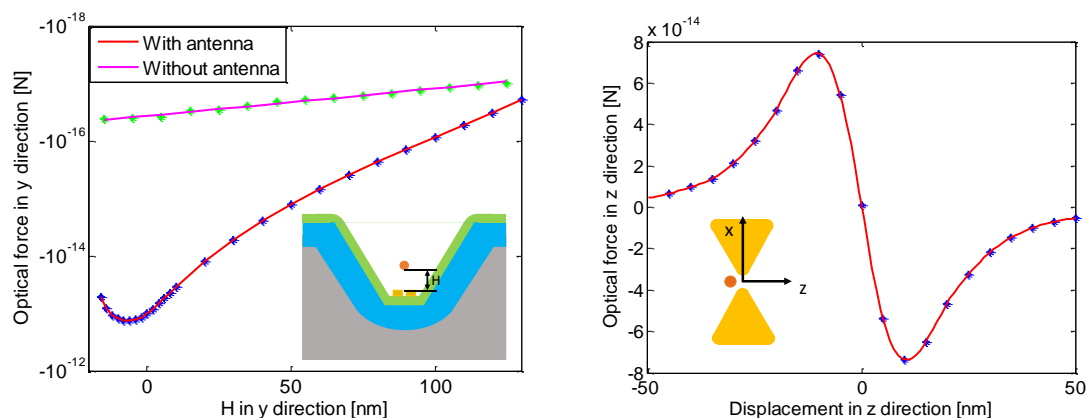 -10⁻¹⁸
-10⁻¹⁶
-10⁻¹⁴
-10⁻¹²
Optical force in y direction [N]
With antenna
Without antenna
H
0
50
100
H in y direction [nm]
x 10⁻¹⁴
8
6
4
2
0
-2
-4
-6
-8
Optical force in z direction [N]
x
z
-50
0
50
Displacement in z direction [nm]